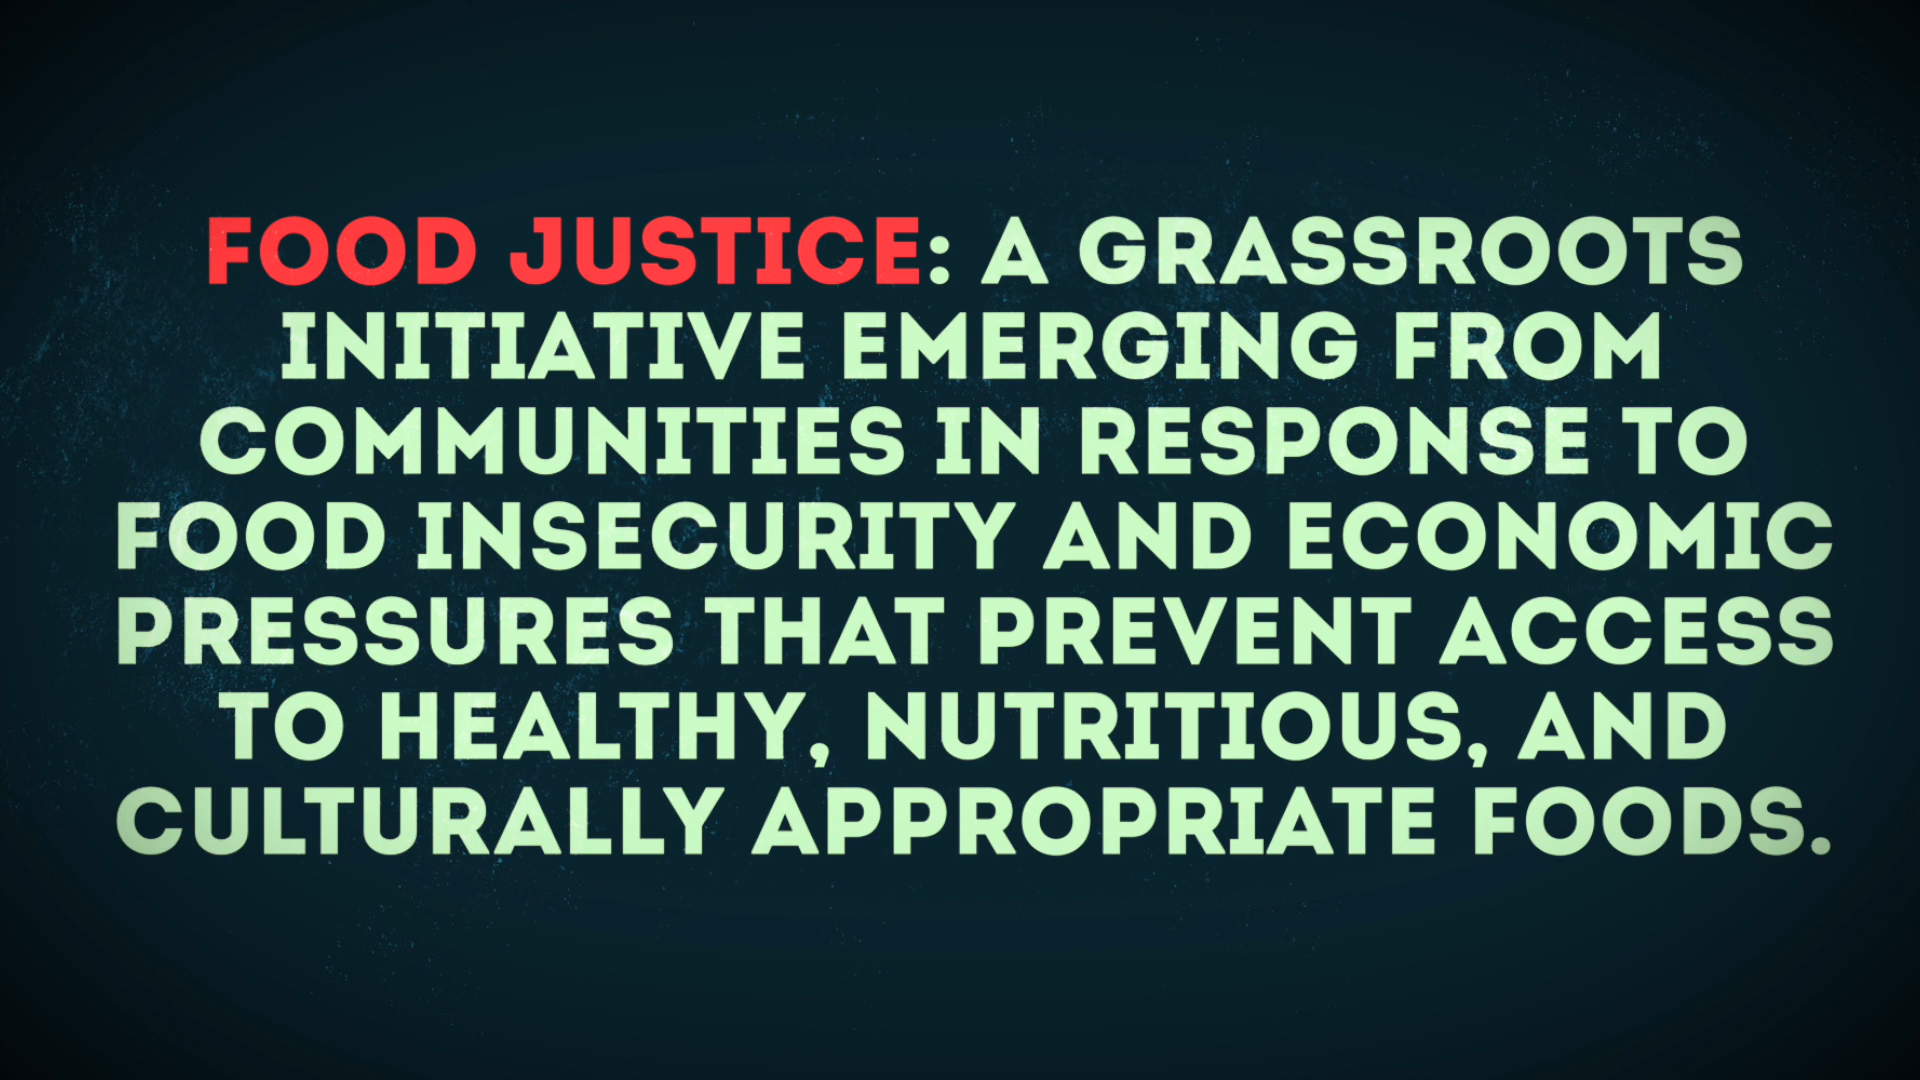 FOOD JUSTICE: A GRASSROOTS
INITIATIVE EMERGING FROM
COMMUNITIES IN RESPONSE TO
FOOD INSECURITY AND ECONOMIC
PRESSURES THAT PREVENT ACCESS
TO HEALTHY, NUTRITIOUS, AND
CULTURALLY APPROPRIATE FOODS.